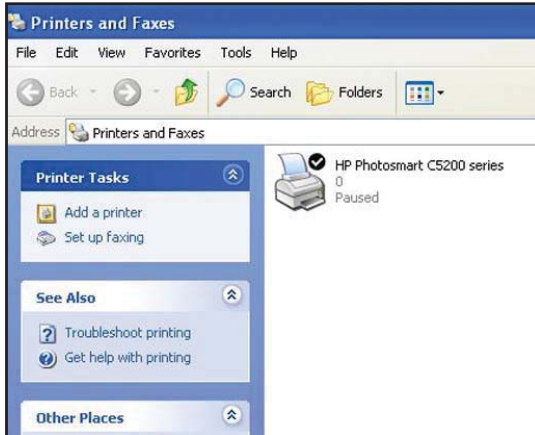 Printers and Faxes
File Edit View Favorites Tools Help
Back Search Folders
Address Printers and Faxes
Printer Tasks
Add a printer
Set up faxing
See Also
Troubleshoot printing
Get help with printing
Other Places
HP Photosmart C5200 series
0
Paused